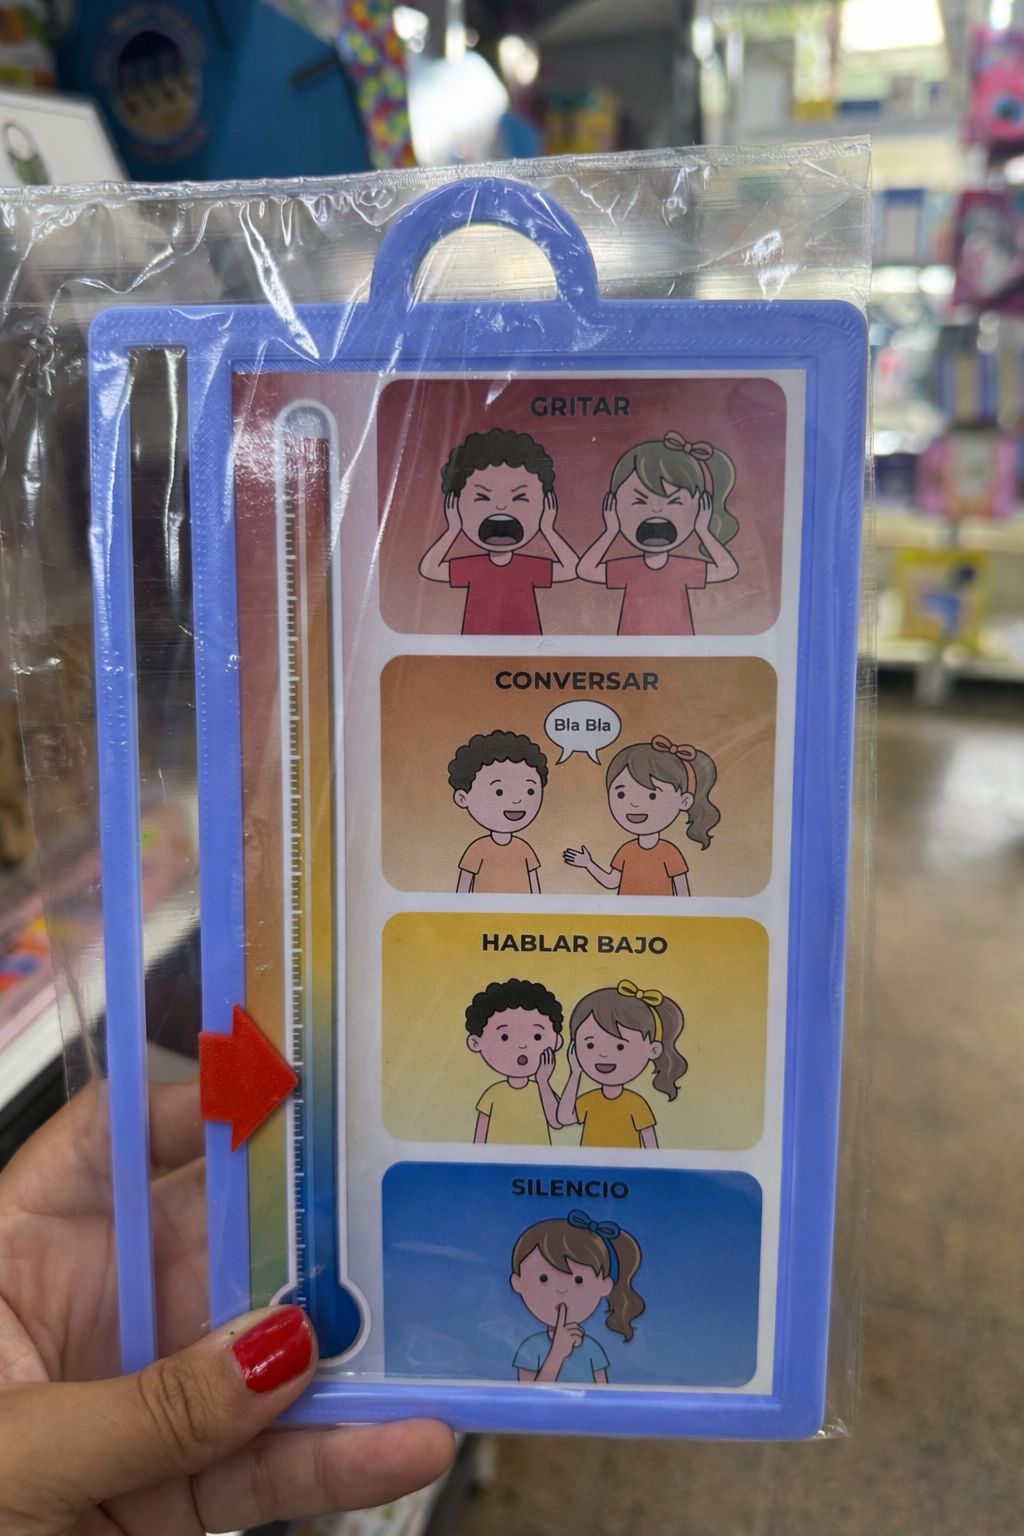 GRITAR
CONVERSAR
Bla Bla
HABLAR BAJO
SILENCIO